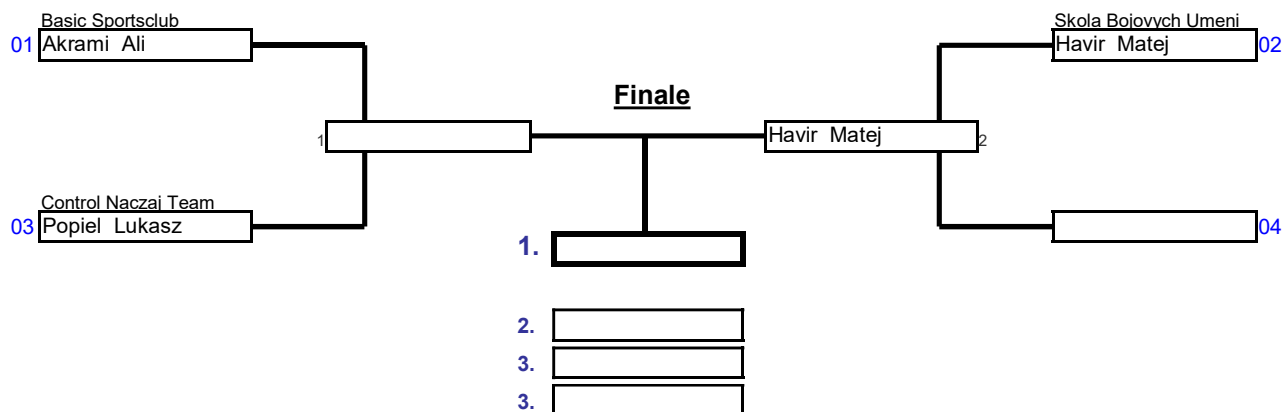 Basic Sportsclub
01 Akrami Ali
Skola Bojovych Umeni
Havir Matej 02
Finale
1
Havir Matej 2
Control Naczaj Team
03 Popiel Lukasz
04
1.
2.
3.
3.